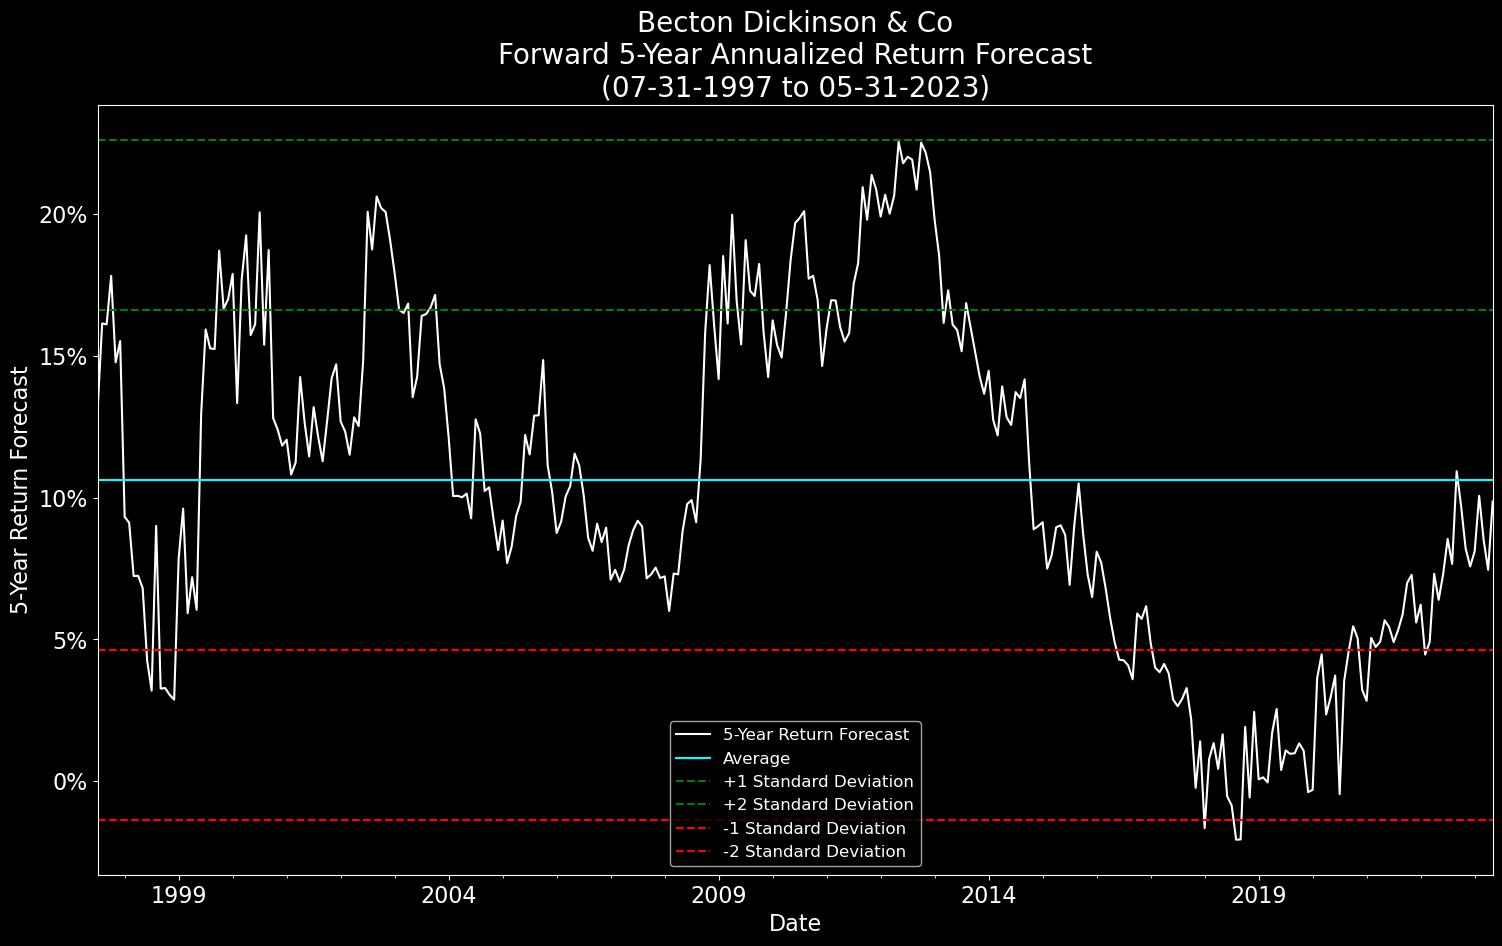 Becton Dickinson & Co
Forward 5-Year Annualized Return Forecast
(07-31-1997 to 05-31-2023)
5-Year Return Forecast
20%
15%
10%
5%
0%
5-Year Return Forecast
Average
+1 Standard Deviation
+2 Standard Deviation
-1 Standard Deviation
-2 Standard Deviation
1999 2004 2009 2014 2019
Date